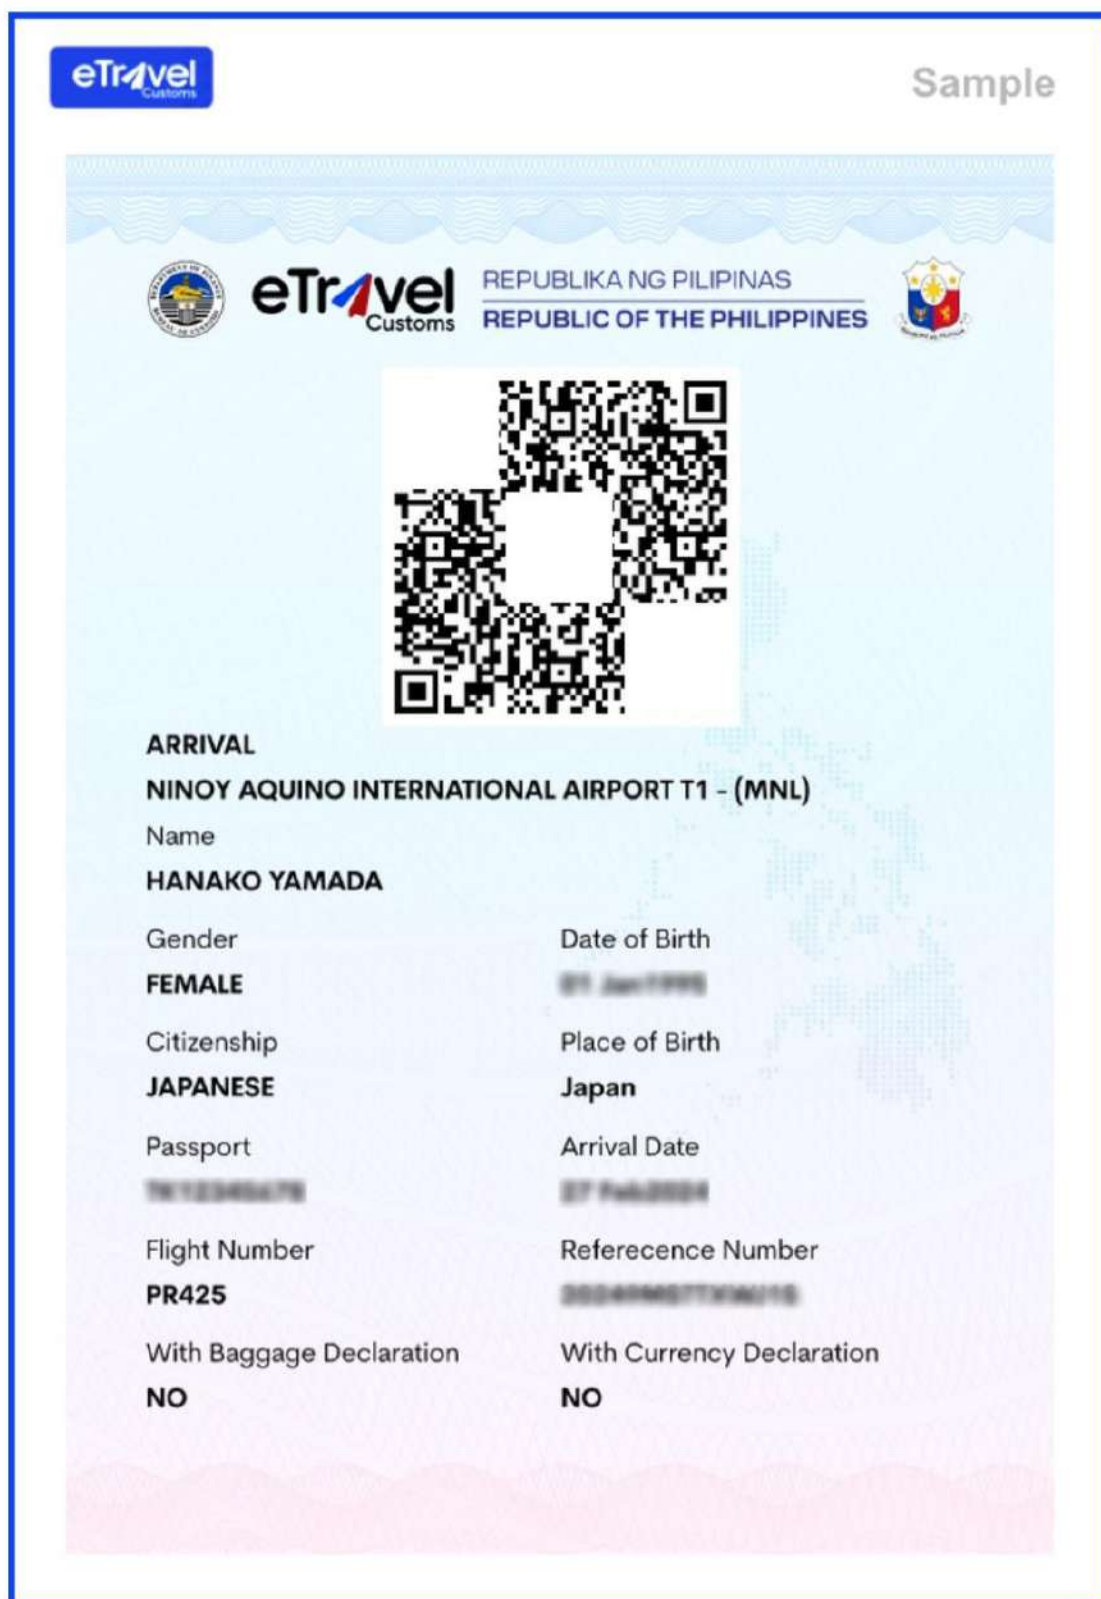 eTravel
Customs
Sample
eTravel
Customs
REPUBLIKA NG PILIPINAS
REPUBLIC OF THE PHILIPPINES
ARRIVAL
NINOY AQUINO INTERNATIONAL AIRPORT T1 - (MNL)
Name
HANAKO YAMADA
Gender
Date of Birth
FEMALE
Citizenship
Place of Birth
JAPANESE
Japan
Passport
Arrival Date
Flight Number
Referecence Number
PR425
With Baggage Declaration
With Currency Declaration
NO
NO